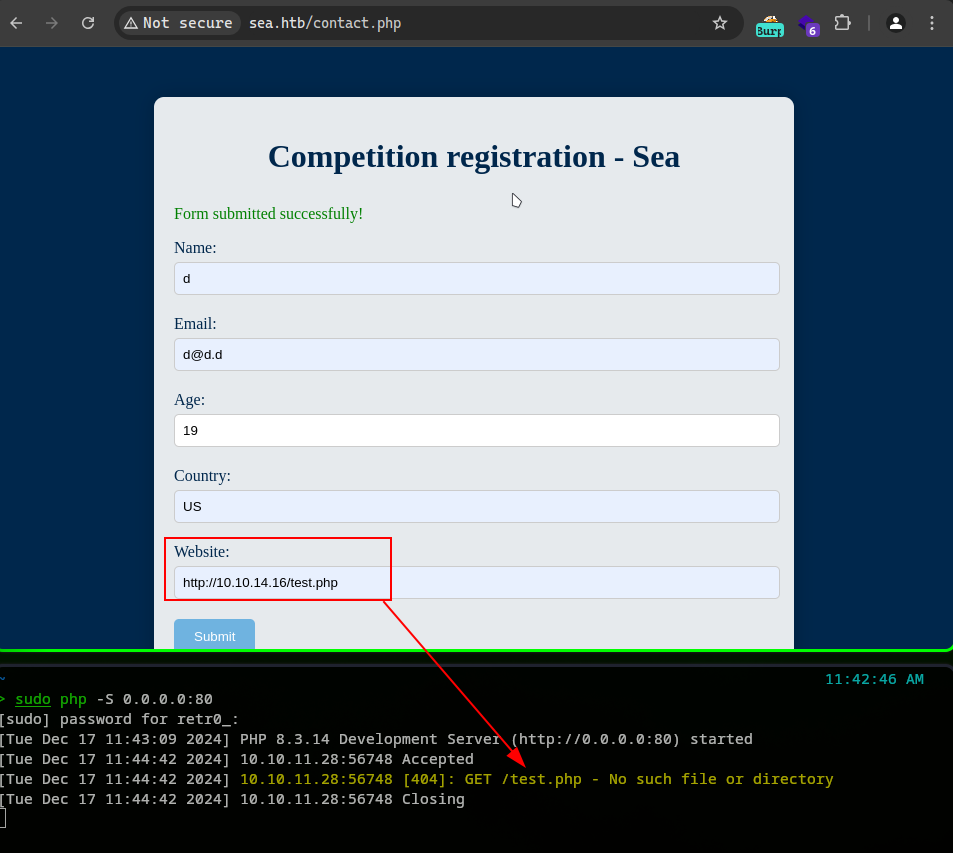 Not secure sea.htb/contact.php
Burp
6
Competition registration - Sea
Form submitted successfully!
Name:
d
Email:
d@d.d
Age:
19
Country:
US
Website:
http://10.10.14.16/test.php
Submit
~ 11:42:46 AM
> sudo php -S 0.0.0.0:80
[sudo] password for retr0_:
[Tue Dec 17 11:43:09 2024] PHP 8.3.14 Development Server (http://0.0.0.0:80) started
[Tue Dec 17 11:44:42 2024] 10.10.11.28:56748 Accepted
[Tue Dec 17 11:44:42 2024] 10.10.11.28:56748 [404]: GET /test.php - No such file or directory
[Tue Dec 17 11:44:42 2024] 10.10.11.28:56748 Closing